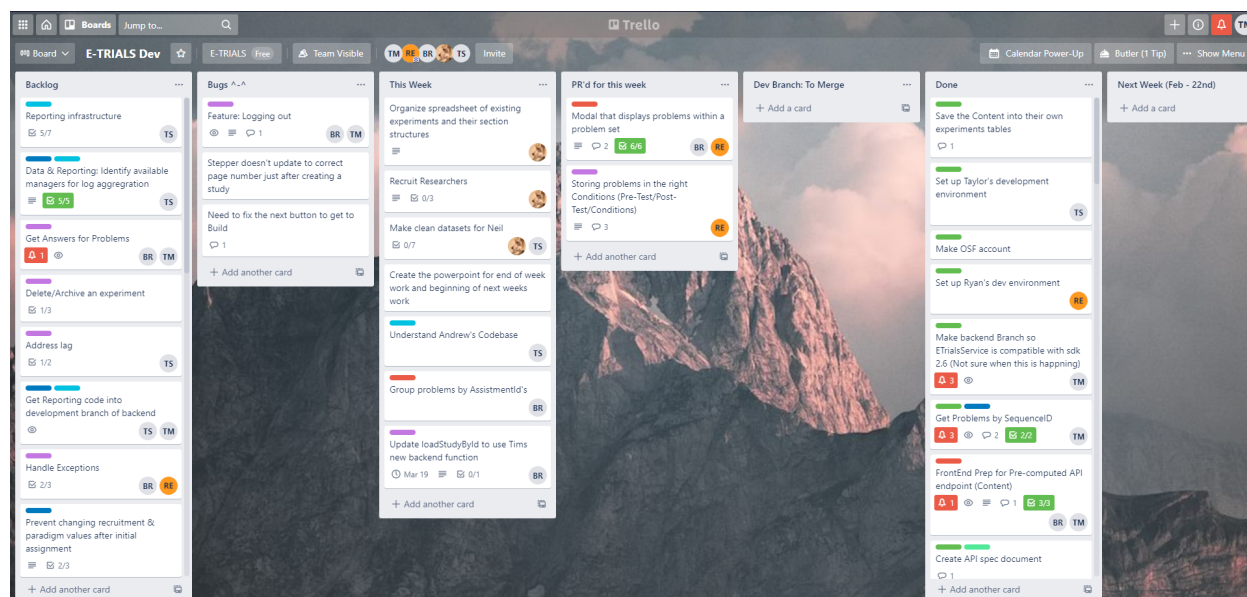 Boards
Jump to...
Trello
TM
Board
E-TRIALS Dev
E-TRIALS Free
Team Visible
TM RE BR TS
Invite
Calendar Power-Up
Butler (1 Tip)
... Show Menu
Backlog
Reporting infrastructure
5/7
TS
Data & Reporting: Identify available
managers for log aggregration
5/5
TS
Get Answers for Problems
1
BR TM
Delete/Archive an experiment
1/3
Address lag
1/2
TS
Get Reporting code into
development branch of backend
TS TM
Handle Exceptions
2/3
BR RE
Prevent changing recruitment &
paradigm values after initial
assignment
2/3
+ Add another card
Bugs ^-^
Feature: Logging out
1
BR TM
Stepper doesn't update to correct
page number just after creating a
study
Need to fix the next button to get to
Build
1
+ Add another card
This Week
Organize spreadsheet of existing
experiments and their section
structures
Recruit Researchers
0/3
Make clean datasets for Neil
0/7
TS
Create the powerpoint for end of week
work and beginning of next weeks
work
Understand Andrew's Codebase
TS
Group problems by AssistmentId's
BR
Update loadStudyById to use Tims
new backend function
Mar 19
0/1
BR
+ Add another card
PR'd for this week
Modal that displays problems within a
problem set
2
6/6
BR RE
Storing problems in the right
Conditions (Pre-Test/Post-
Test/Conditions)
3
RE
+ Add another card
Dev Branch: To Merge
+ Add a card
Done
Save the Content into their own
experiments tables
1
Set up Taylor's development
environment
TS
Make OSF account
Set up Ryan's dev environment
RE
Make backend Branch so
ETrialsService is compatible with sdk
2.6 (Not sure when this is happning)
3
TM
Get Problems by SequenceID
3
2
2/2
TM
FrontEnd Prep for Pre-computed API
endpoint (Content)
1
1
3/3
BR TM
Create API spec document
1
+ Add another card
Next Week (Feb - 22nd)
+ Add a card